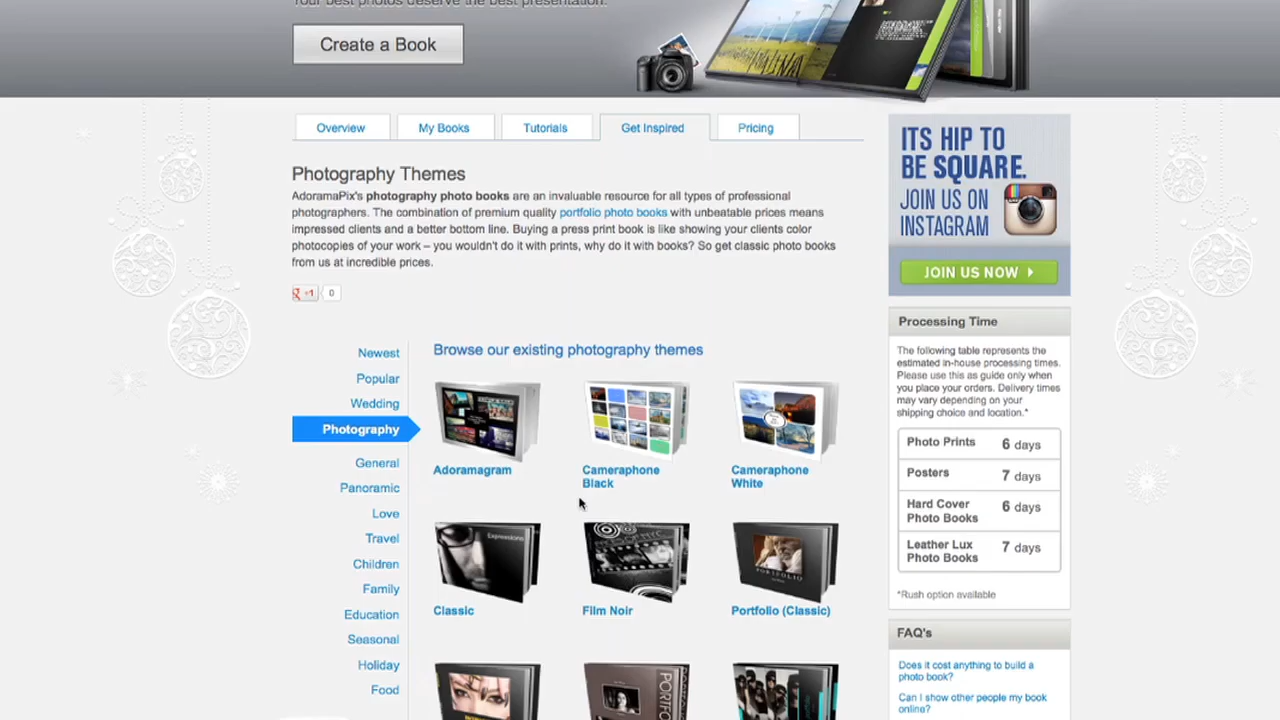 Your best photos deserve the best presentation.
Create a Book
Overview
My Books
Tutorials
Get Inspired
Pricing
Photography Themes
AdoramaPix's photography photo books are an invaluable resource for all types of professional
photographers. The combination of premium quality portfolio photo books with unbeatable prices means
impressed clients and a better bottom line. Buying a press print book is like showing your clients color
photocopies of your work – you wouldn't do it with prints, why do it with books? So get classic photo books
from us at incredible prices.
+1
0
Newest
Popular
Wedding
Photography
General
Panoramic
Love
Travel
Children
Family
Education
Seasonal
Holiday
Food
Browse our existing photography themes
Adoramagram
Cameraphone
Black
Cameraphone
White
Expressions
PORTFOLIO
Classic
Film Noir
Portfolio (Classic)
ITS HIP TO
BE SQUARE.
JOIN US ON
INSTAGRAM
JOIN US NOW
Processing Time
The following table represents the
estimated in-house processing times.
Please use this as guide only when
you place your orders. Delivery times
may vary depending on your
shipping choice and location.*
Photo Prints 6 days
Posters 7 days
Hard Cover
Photo Books 6 days
Leather Lux
Photo Books 7 days
*Rush option available
FAQ's
Does it cost anything to build a
photo book?
Can I show other people my book
online?